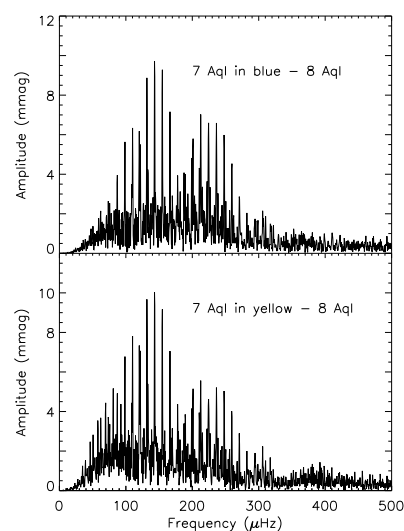 12
8
4
0
Amplitude (mmag)
7 Aql in blue − 8 Aql
10
8
4
0
Amplitude (mmag)
7 Aql in yellow − 8 Aql
0 100 200 300 400 500
Frequency (μHz)